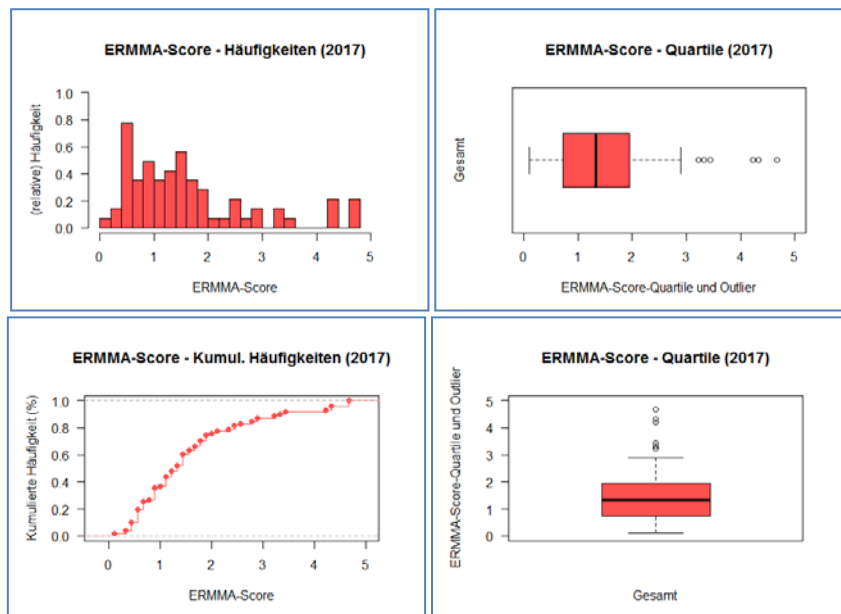 ERMMA-Score - Häufigkeiten (2017)
(relative) Häufigkeit
1.0
0.8
0.6
0.4
0.2
0.0
0 1 2 3 4 5
ERMMA-Score
ERMMA-Score - Quartile (2017)
Gesamt
0 1 2 3 4 5
ERMMA-Score-Quartile und Outlier
ERMMA-Score - Kumul. Häufigkeiten (2017)
Kumulierte Häufigkeit (%)
1.0
0.8
0.6
0.4
0.2
0.0
0 1 2 3 4 5
ERMMA-Score
ERMMA-Score - Quartile (2017)
ERMMA-Score-Quartile und Outlier
5
4
3
2
1
0
Gesamt